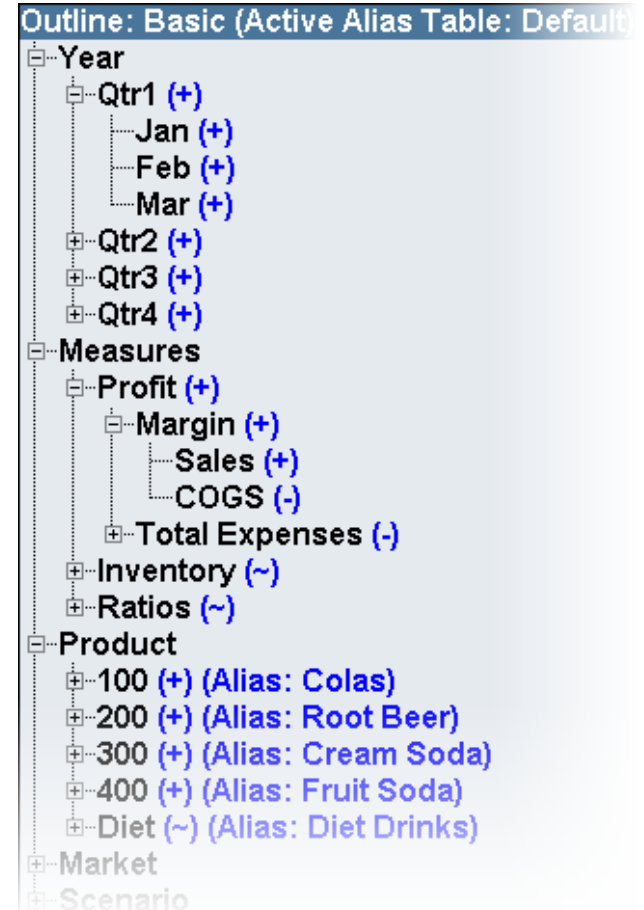 Outline: Basic (Active Alias Table: Default)
Year
Qtr1 (+)
Jan (+)
Feb (+)
Mar (+)
Qtr2 (+)
Qtr3 (+)
Qtr4 (+)
Measures
Profit (+)
Margin (+)
Sales (+)
COGS (-)
Total Expenses (-)
Inventory (~)
Ratios (~)
Product
100 (+) (Alias: Colas)
200 (+) (Alias: Root Beer)
300 (+) (Alias: Cream Soda)
400 (+) (Alias: Fruit Soda)
Diet (~) (Alias: Diet Drinks)
Market
Scenario